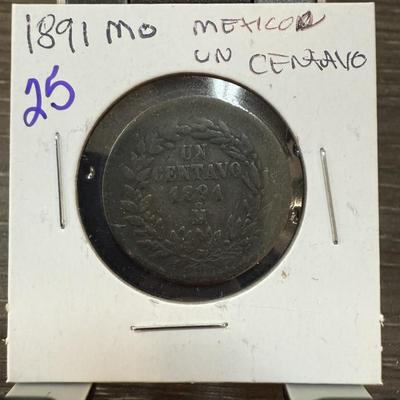 1891 MO MEXICO
UN CENTAVO
25
UN
CENTAVO
1891